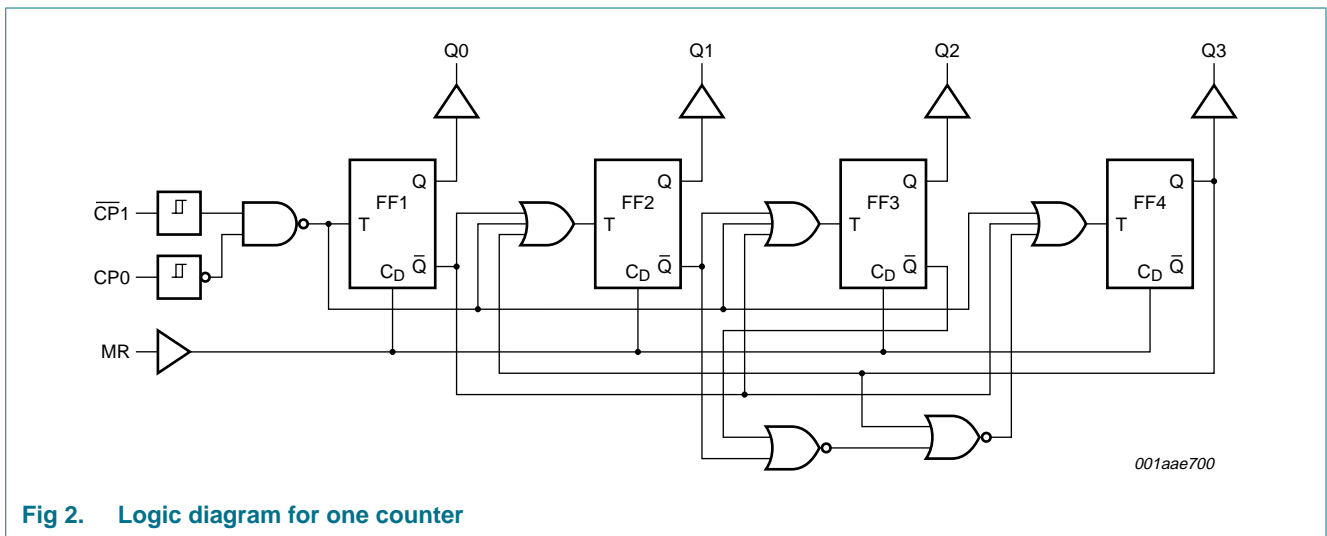 Q0 Q1 Q2 Q3
Q Q Q Q
FF1 FF2 FF3 FF4
C̅P̅1
T T T T
CP0
C_D Q̅ C_D Q̅ C_D Q̅ C_D Q̅
MR
001aae700
Fig 2. Logic diagram for one counter